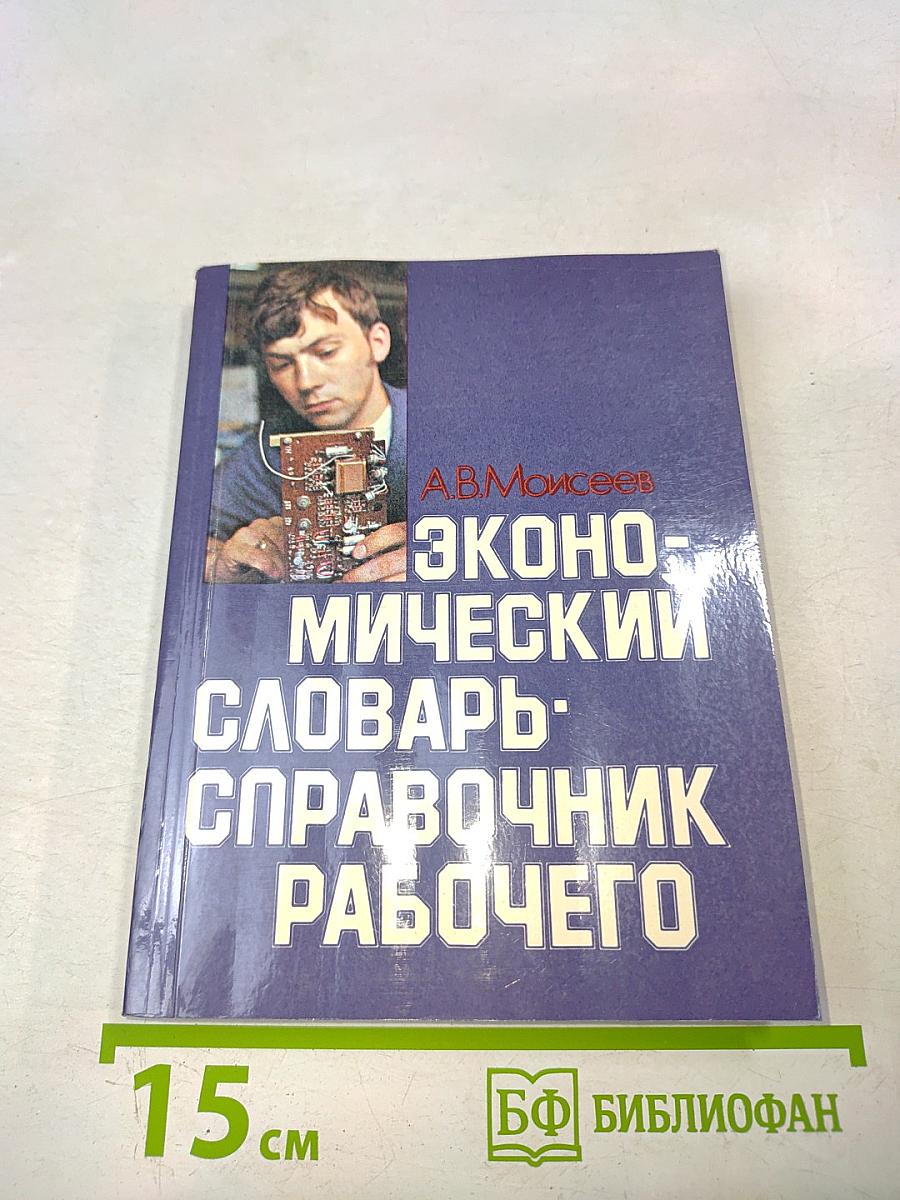 А.В.Моисеев
ЭКОНО-
МИЧЕСКИЙ
СЛОВАРЬ-
СПРАВОЧНИК
РАБОЧЕГО
15 см
БФ БИБЛИОФАН